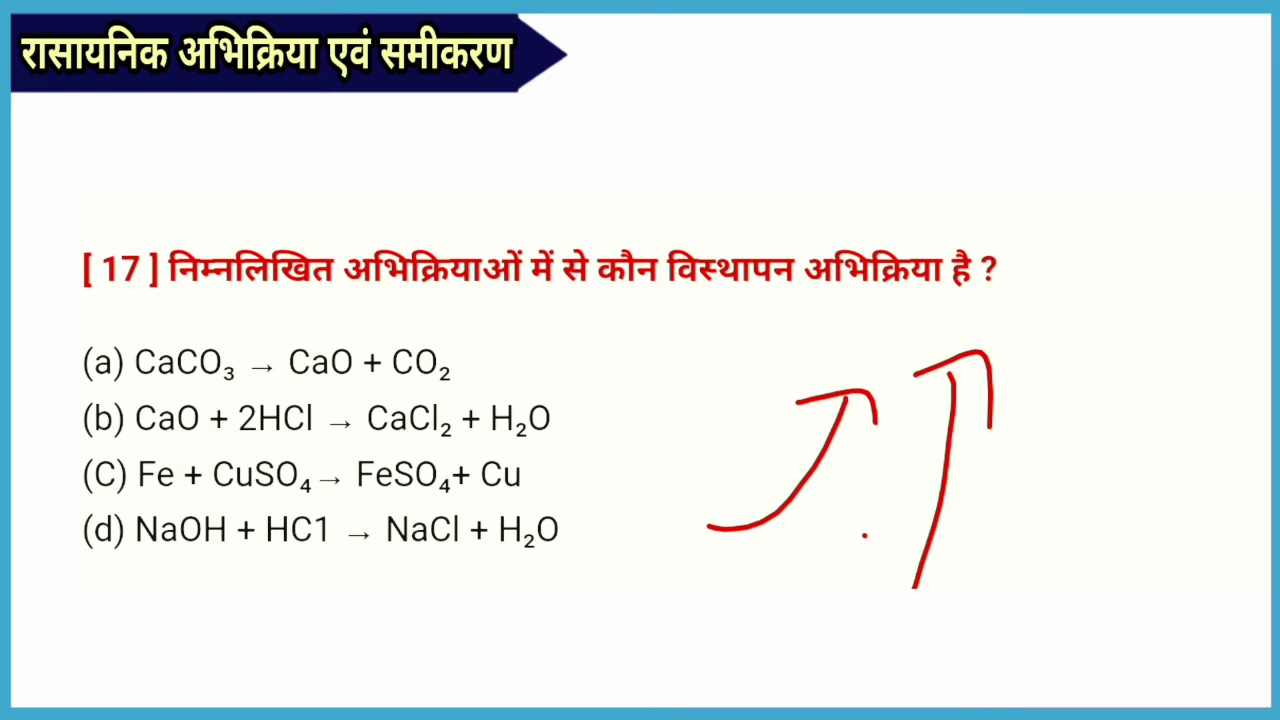 रासायनिक अभिक्रिया एवं समीकरण
[ 17 ] निम्नलिखित अभिक्रियाओं में से कौन विस्थापन अभिक्रिया है ?
(a) CaCO₃ → CaO + CO₂
(b) CaO + 2HCl → CaCl₂ + H₂O
(C) Fe + CuSO₄→ FeSO₄+ Cu
(d) NaOH + HC1 → NaCl + H₂O